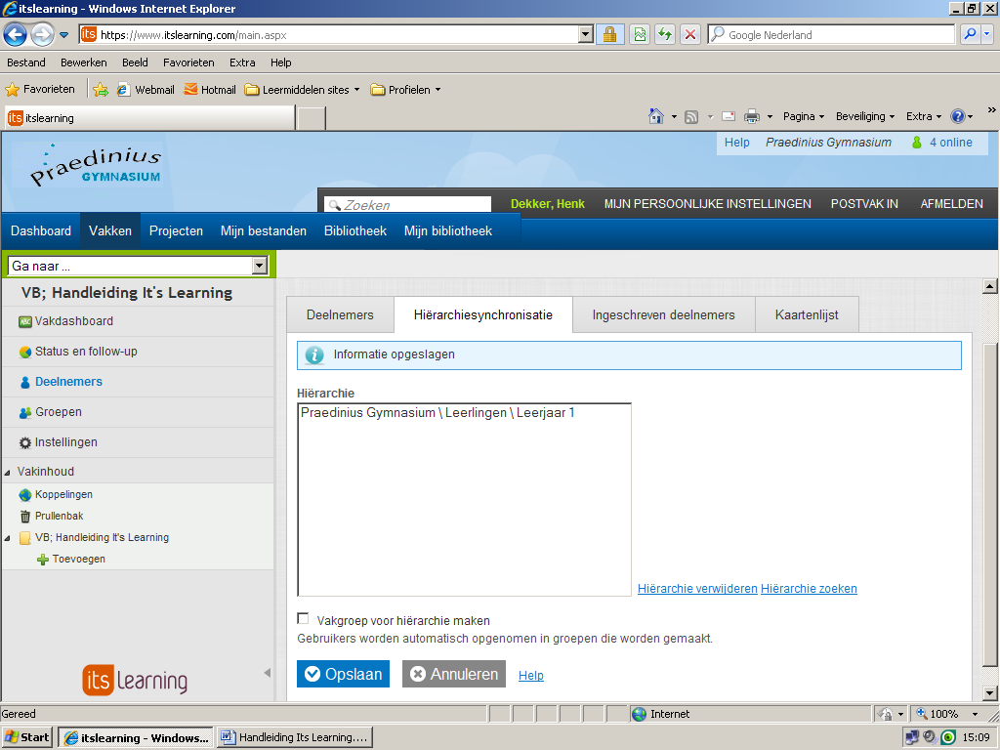 itslearning - Windows Internet Explorer
https://www.itslearning.com/main.aspx
Google Nederland
Bestand Bewerken Beeld Favorieten Extra Help
Favorieten Webmail Hotmail Leermiddelen sites Profielen
its itslearning Pagina Beveiliging Extra »
Praedinius
GYMNASIUM
Help Praedinius Gymnasium 4 online
Zoeken Dekker, Henk MIJN PERSOONLIJKE INSTELLINGEN POSTVAK IN AFMELDEN
Dashboard Vakken Projecten Mijn bestanden Bibliotheek Mijn bibliotheek
Ga naar ...
VB; Handleiding It's Learning
Vakdashboard
Status en follow-up
Deelnemers
Groepen
Instellingen
Vakinhoud
Koppelingen
Prullenbak
VB; Handleiding It's Learning
Toevoegen
its learning
Deelnemers Hiërarchiesynchronisatie Ingeschreven deelnemers Kaartenlijst
Informatie opgeslagen
Hiërarchie
Praedinius Gymnasium \ Leerlingen \ Leerjaar 1
Hiërarchie verwijderen Hiërarchie zoeken
Vakgroep voor hiërarchie maken
Gebruikers worden automatisch opgenomen in groepen die worden gemaakt.
Opslaan Annuleren Help
Gereed Internet 100%
Start itslearning - Windows... Handleiding Its Learning.... 15:09